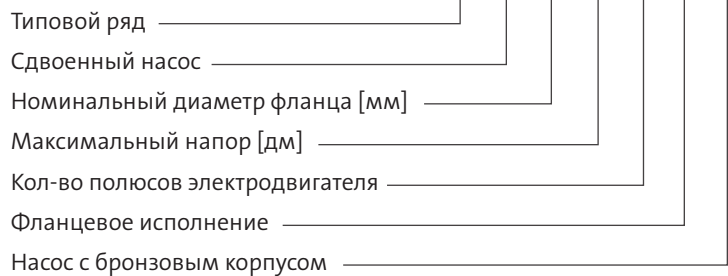 Типовой ряд
Сдвоенный насос
Номинальный диаметр фланца [мм]
Максимальный напор [дм]
Кол-во полюсов электродвигателя
Фланцевое исполнение
Насос с бронзовым корпусом